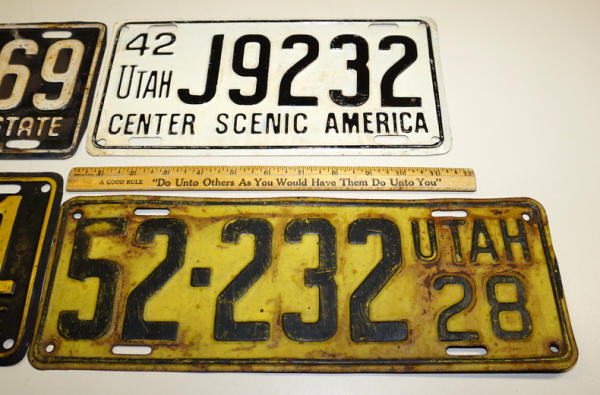 69
STATE
42
UTAH J9232
CENTER SCENIC AMERICA
A GOOD RULE "Do Unto Others As You Would Have Them Do Unto You"
1
52-232 UTAH
28